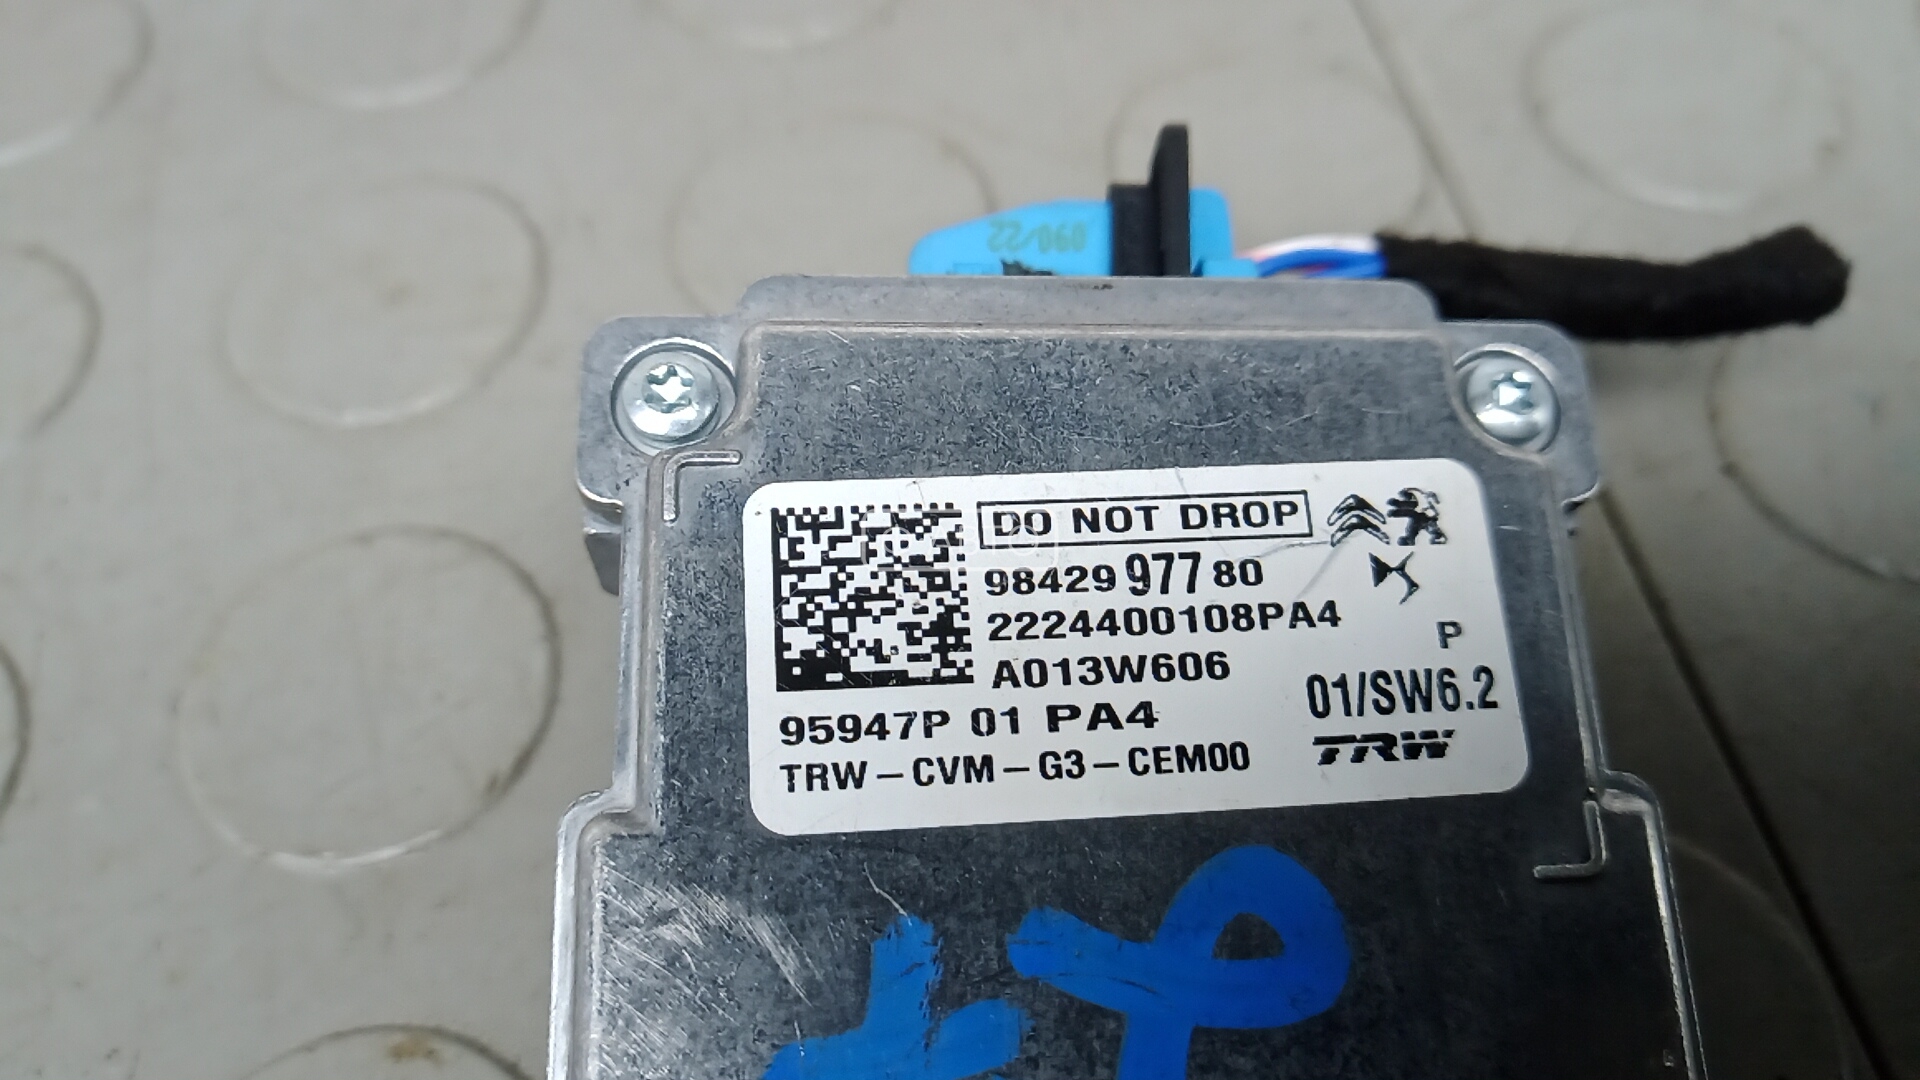 090/22
DO NOT DROP
98429 977 80
2224400108PA4
A013W606
P
01/SW6.2
95947P 01 PA4
TRW-CVM-G3-CEM00
TRW